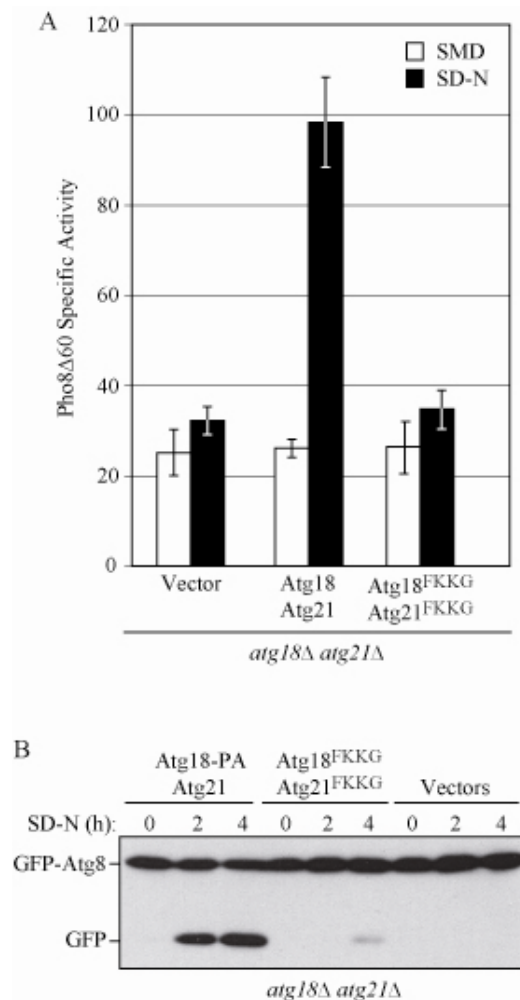 A
120
100
80
60
40
20
0
Pho8Δ60 Specific Activity
SMD
SD-N
Vector
Atg18
Atg21
Atg18FKKG
Atg21FKKG
atg18Δ atg21Δ
B
Atg18-PA
Atg21
Atg18FKKG
Atg21FKKG
Vectors
SD-N (h): 0 2 4 0 2 4 0 2 4
GFP-Atg8
GFP
atg18Δ atg21Δ